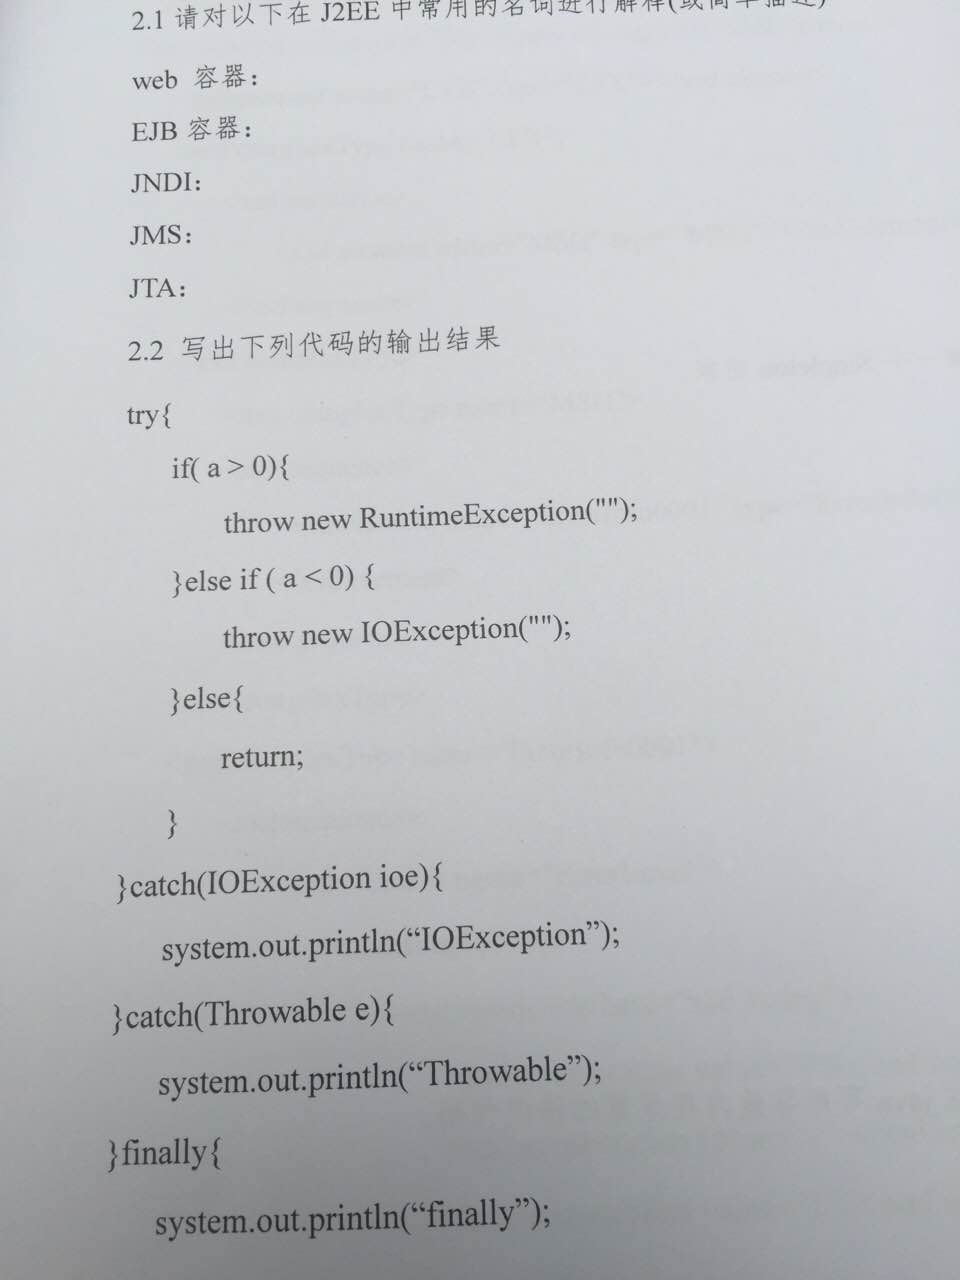 2.1 请对以下在 J2EE 中常用的名词进行解释(或简单描述)
web 容器：
EJB 容器：
JNDI：
JMS：
JTA：
2.2 写出下列代码的输出结果
try{
if( a > 0){
throw new RuntimeException("");
}else if ( a < 0) {
throw new IOException("");
}else{
return;
}
}catch(IOException ioe){
system.out.println(“IOException”);
}catch(Throwable e){
system.out.println(“Throwable”);
}finally{
system.out.println(“finally”);